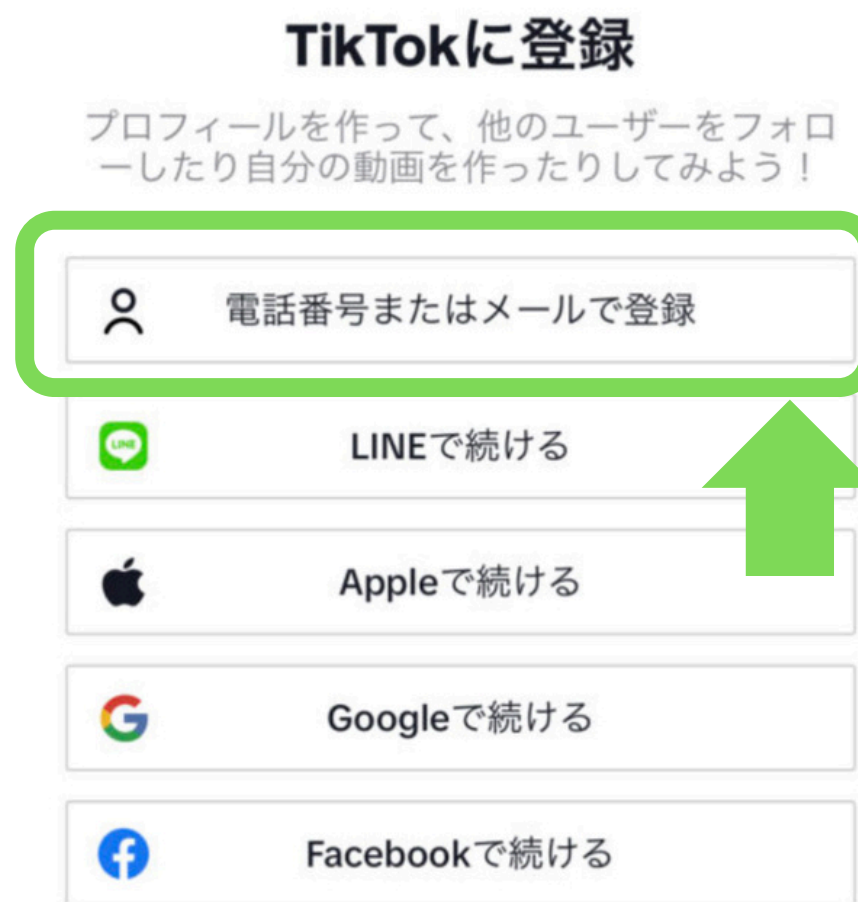 TikTokに登録
プロフィールを作って、他のユーザーをフォロ
ーしたり自分の動画を作ったりしてみよう！
電話番号またはメールで登録
LINE
LINEで続ける
Appleで続ける
Googleで続ける
Facebookで続ける